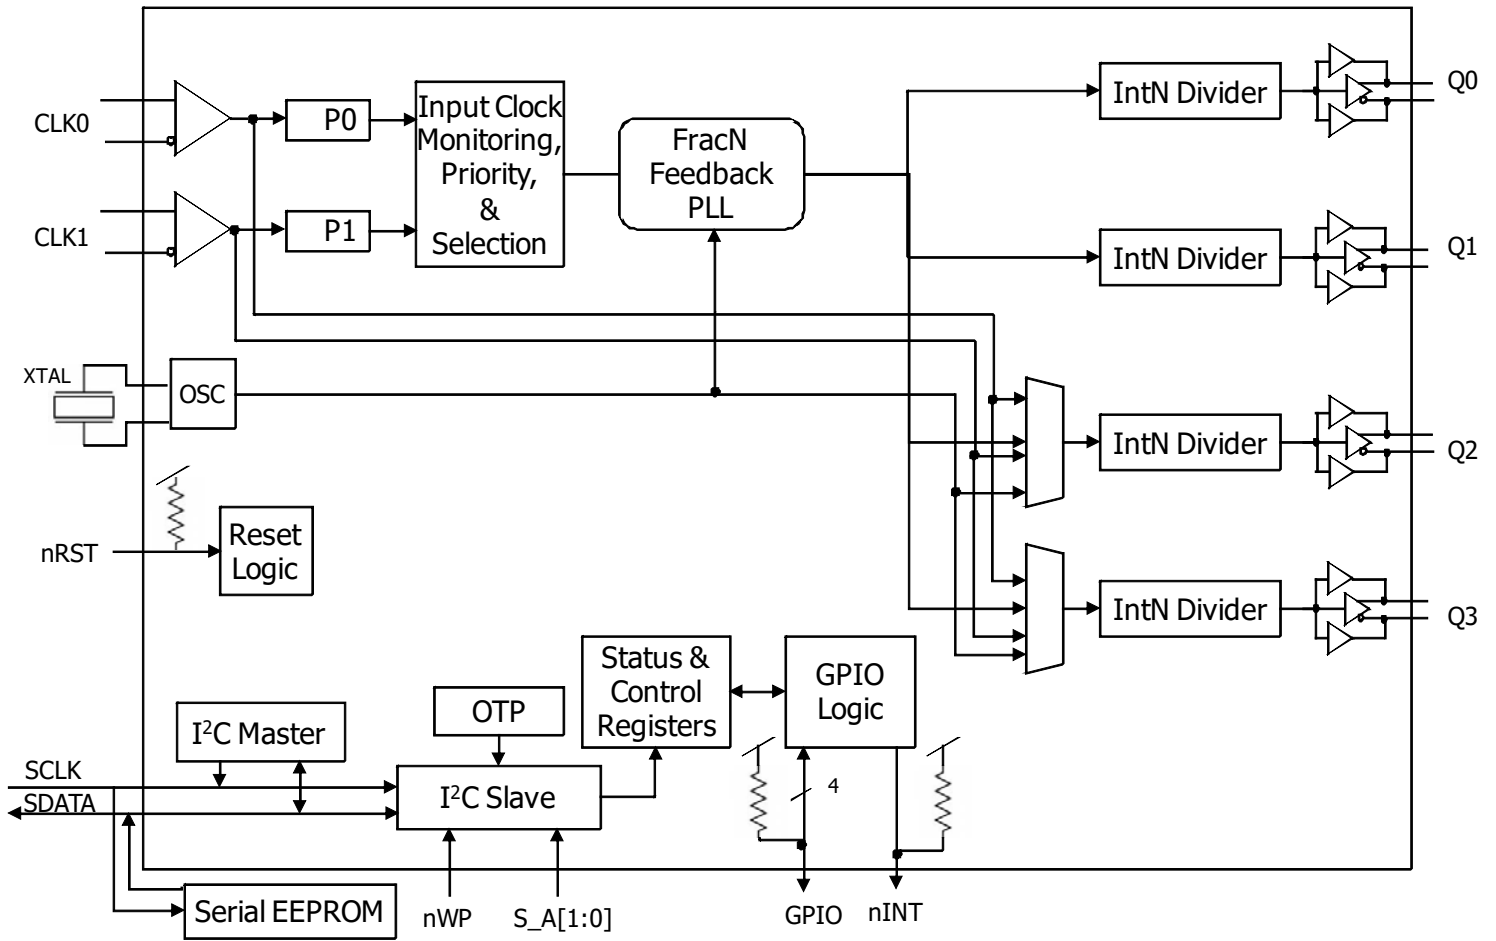 CLK0
P0
Input Clock
Monitoring,
Priority,
&
Selection
FracN
Feedback
PLL
IntN Divider
Q0
CLK1
P1
IntN Divider
Q1
XTAL
OSC
IntN Divider
Q2
nRST
Reset
Logic
IntN Divider
Q3
Status &
Control
Registers
GPIO
Logic
OTP
I²C Master
SCLK
SDATA
I²C Slave
4
Serial EEPROM
nWP
S_A[1:0]
GPIO
nINT